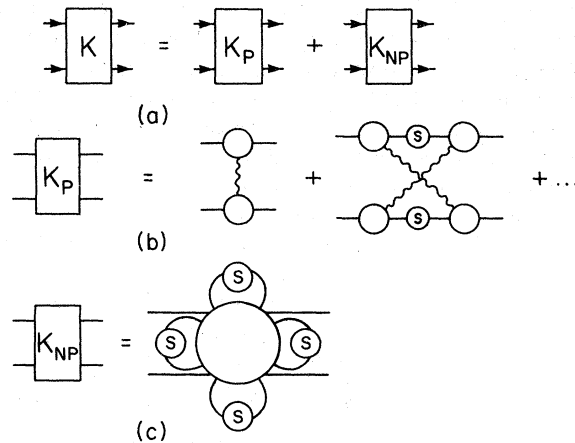 K = K_P + K_NP
(a)
K_P = + S S + ...
(b)
K_NP = S S S S
(c)